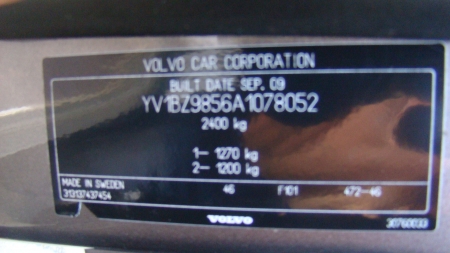 VOLVO CAR CORPORATION
BUILT DATE SEP. 09
YV1BZ9856A1078052
2400 kg
1- 1270 kg
2- 1200 kg
MADE IN SWEDEN 46 F101 472-46
313137437454
VOLVO 30760033